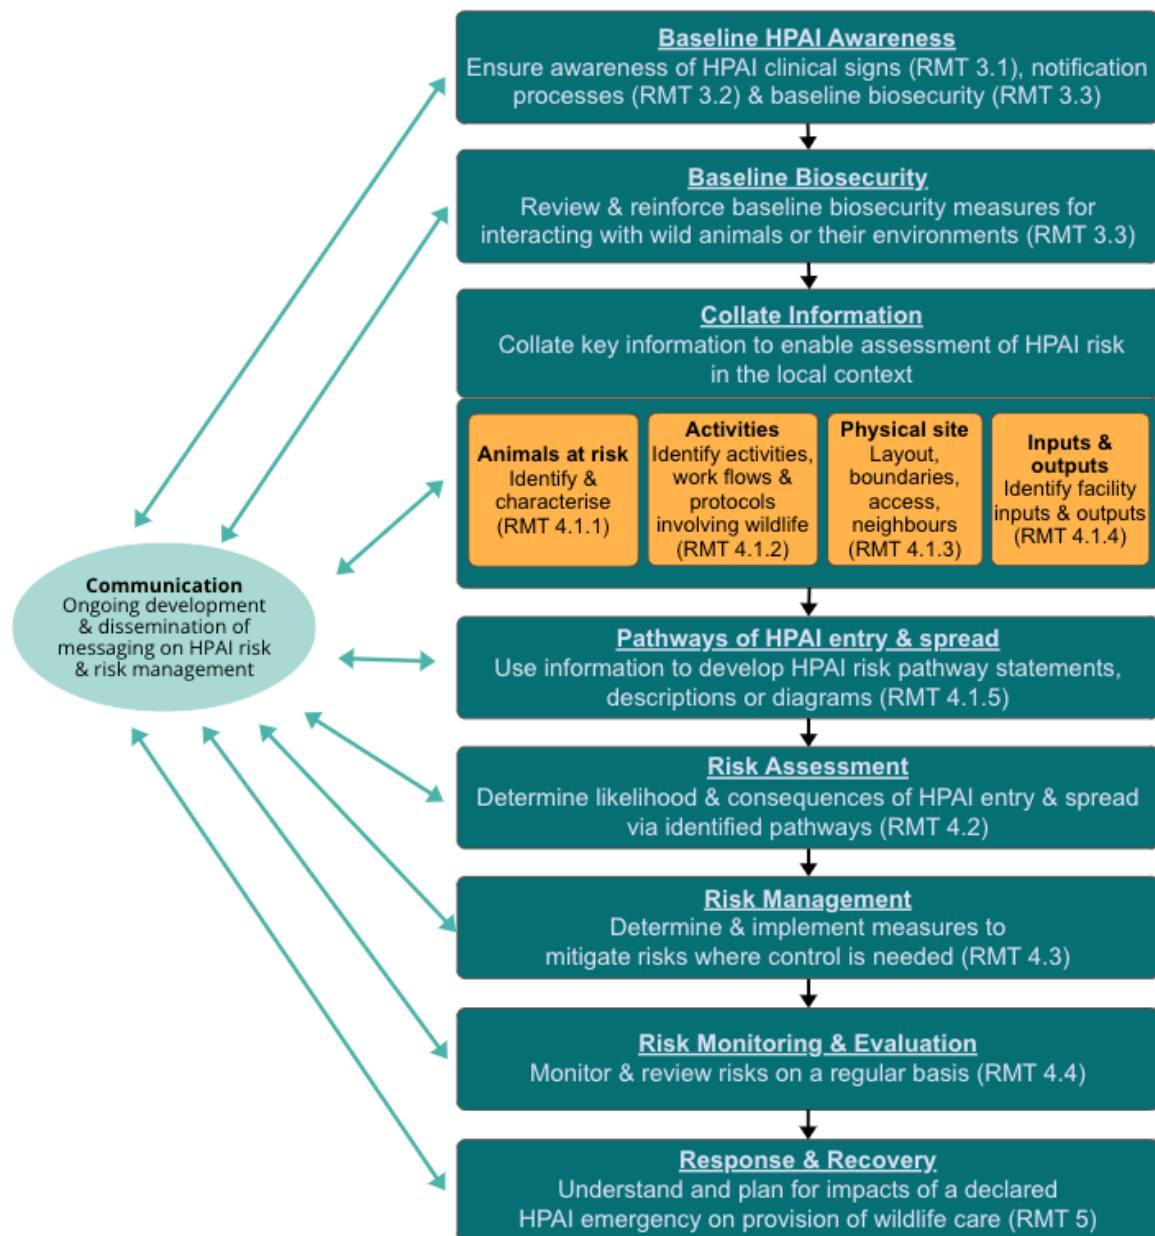 Baseline HPAI Awareness
Ensure awareness of HPAI clinical signs (RMT 3.1), notification
processes (RMT 3.2) & baseline biosecurity (RMT 3.3)
Baseline Biosecurity
Review & reinforce baseline biosecurity measures for
interacting with wild animals or their environments (RMT 3.3)
Collate Information
Collate key information to enable assessment of HPAI risk
in the local context
Animals at risk
Identify &
characterise
(RMT 4.1.1)
Activities
Identify activities,
work flows &
protocols
involving wildlife
(RMT 4.1.2)
Physical site
Layout,
boundaries,
access,
neighbours
(RMT 4.1.3)
Inputs &
outputs
Identify facility
inputs & outputs
(RMT 4.1.4)
Communication
Ongoing development
& dissemination of
messaging on HPAI risk
& risk management
Pathways of HPAI entry & spread
Use information to develop HPAI risk pathway statements,
descriptions or diagrams (RMT 4.1.5)
Risk Assessment
Determine likelihood & consequences of HPAI entry & spread
via identified pathways (RMT 4.2)
Risk Management
Determine & implement measures to
mitigate risks where control is needed (RMT 4.3)
Risk Monitoring & Evaluation
Monitor & review risks on a regular basis (RMT 4.4)
Response & Recovery
Understand and plan for impacts of a declared
HPAI emergency on provision of wildlife care (RMT 5)